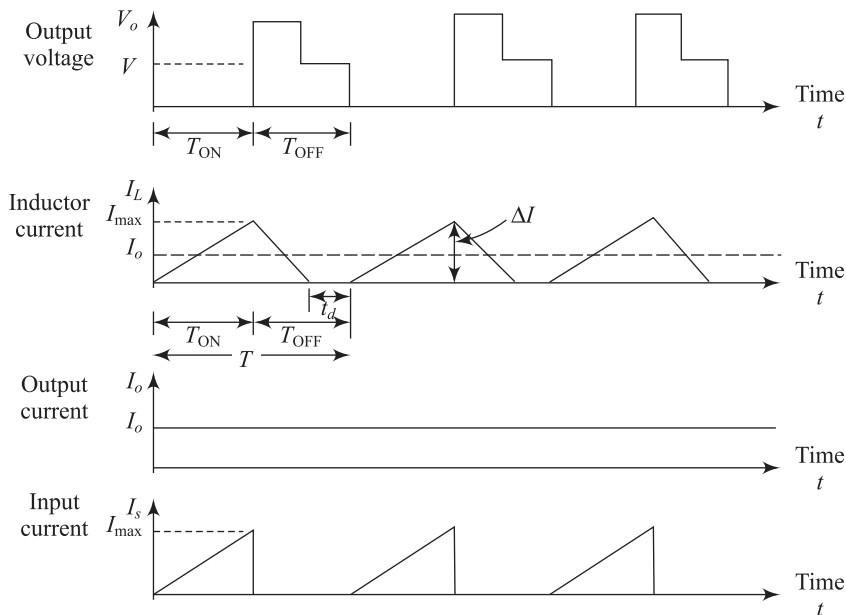 Output
voltage
V_o
V
Time
t
T_ON
T_OFF
Inductor
current
I_L
I_max
I_o
ΔI
Time
t
t_d
T_ON
T_OFF
T
Output
current
I_o
I_o
Time
t
Input
current
I_s
I_max
Time
t